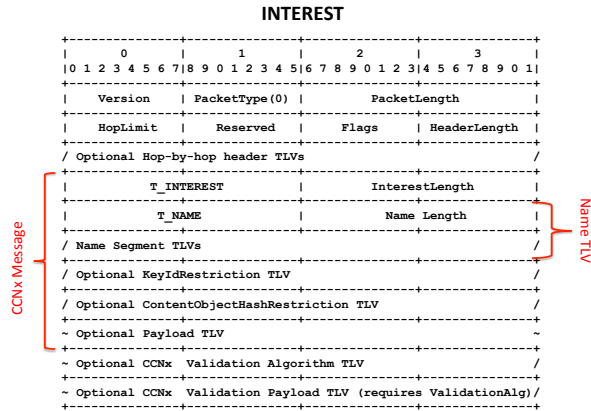 INTEREST
+---------------+---------------+---------------+---------------+
| 0 | 1 | 2 | 3 |
|0 1 2 3 4 5 6 7|8 9 0 1 2 3 4 5|6 7 8 9 0 1 2 3|4 5 6 7 8 9 0 1|
+---------------+---------------+---------------+---------------+
| Version | PacketType(0) | PacketLength |
+---------------+---------------+---------------+---------------+
| HopLimit | Reserved | Flags | HeaderLength |
+---------------+---------------+---------------+---------------+
/ Optional Hop-by-hop header TLVs /
+---------------+---------------+---------------+---------------+
| T_INTEREST | InterestLength |
+---------------+---------------+---------------+---------------+
| T_NAME | Name Length |
+---------------+---------------+---------------+---------------+
/ Name Segment TLVs /
+---------------+---------------+---------------+---------------+
/ Optional KeyIdRestriction TLV /
+---------------+---------------+---------------+---------------+
/ Optional ContentObjectHashRestriction TLV /
+---------------+---------------+---------------+---------------+
~ Optional Payload TLV ~
+---------------+---------------+---------------+---------------+
~ Optional CCNx Validation Algorithm TLV /
+---------------+---------------+---------------+---------------+
~ Optional CCNx Validation Payload TLV (requires ValidationAlg)/
+---------------+---------------+---------------+---------------+
CCNx Message
Name TLV